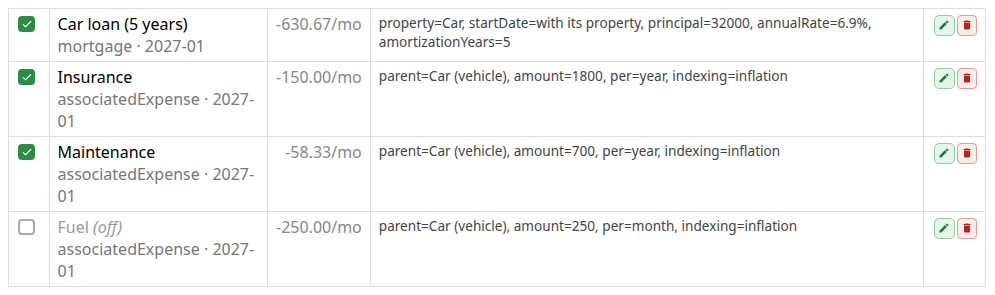 Car loan (5 years)
mortgage · 2027-01
-630.67/mo
property=Car, startDate=with its property, principal=32000, annualRate=6.9%,
amortizationYears=5
Insurance
associatedExpense · 2027-
01
-150.00/mo
parent=Car (vehicle), amount=1800, per=year, indexing=inflation
Maintenance
associatedExpense · 2027-
01
-58.33/mo
parent=Car (vehicle), amount=700, per=year, indexing=inflation
Fuel (off)
associatedExpense · 2027-
01
-250.00/mo
parent=Car (vehicle), amount=250, per=month, indexing=inflation